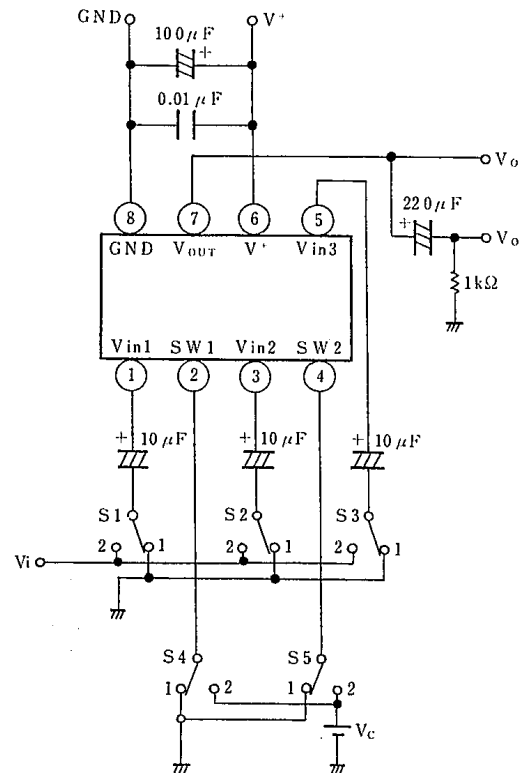 GND V+
100μF
+
0.01μF
Vo
220μF
+
Vo
1kΩ
8 7 6 5
GND VOUT V+ Vin3
Vin1 SW1 Vin2 SW2
1 2 3 4
+ 10μF + 10μF + 10μF
S1 S2 S3
2 1 2 1 2 1
Vi
S4 S5
1 2 1 2
Vc